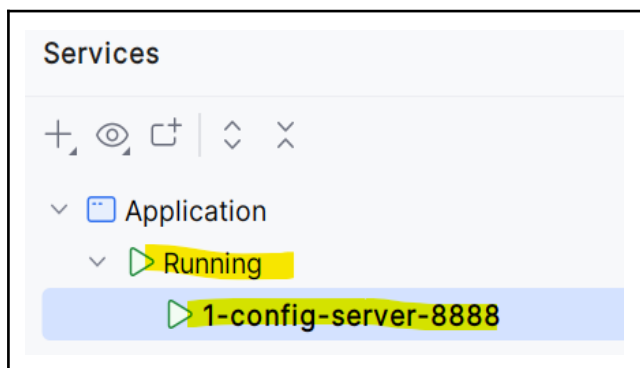 Services
Application
Running
1-config-server-8888